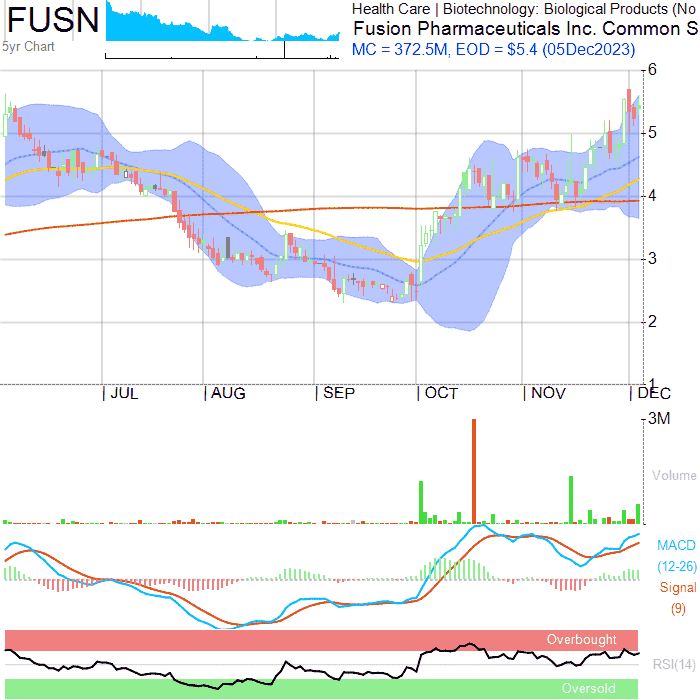 FUSN
5yr Chart
Health Care | Biotechnology: Biological Products (No
Fusion Pharmaceuticals Inc. Common S
MC = 372.5M, EOD = $5.4 (05Dec2023)
6
5
4
3
2
1
JUL AUG SEP OCT NOV DEC
3M
Volume
MACD
(12-26)
Signal
(9)
Overbought
RSI(14)
Oversold